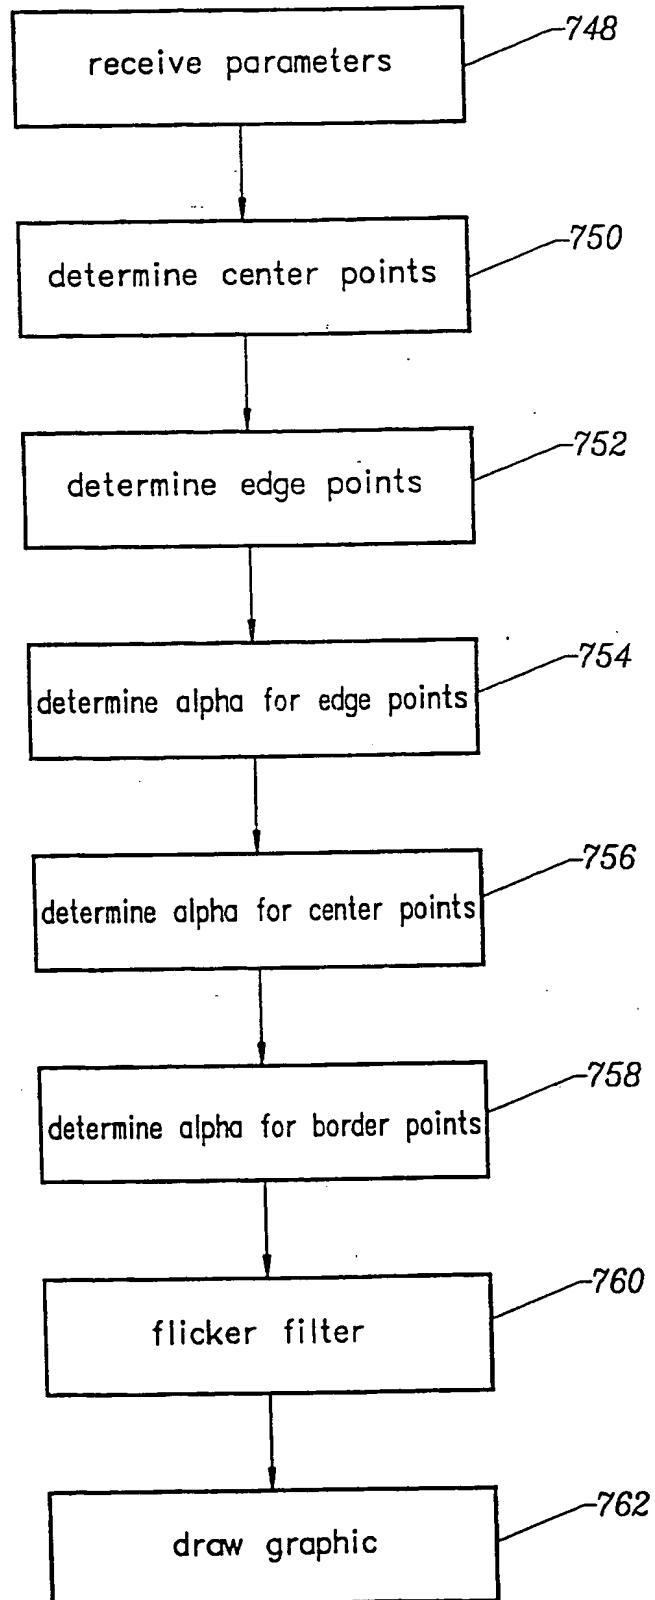 receive parameters
748
determine center points
750
determine edge points
752
determine alpha for edge points
754
determine alpha for center points
756
determine alpha for border points
758
flicker filter
760
draw graphic
762